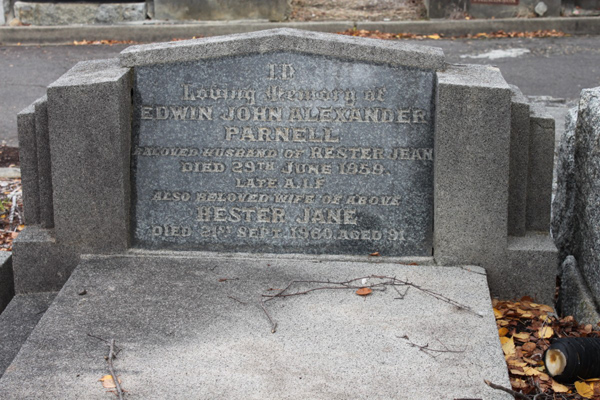 In
Loving Memory of
EDWIN JOHN ALEXANDER
PARNELL
BELOVED HUSBAND OF HESTER JEAN
DIED 29TH JUNE 1959.
LATE A.I.F.
ALSO BELOVED WIFE OF ABOVE
HESTER JANE
DIED 21ST SEPT. 1960. AGED 91